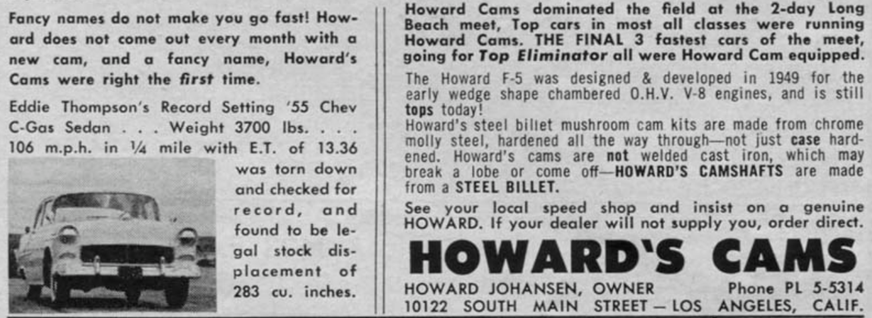 Fancy names do not make you go fast! How-
ard does not come out every month with a
new cam, and a fancy name, Howard's
Cams were right the first time.
Eddie Thompson's Record Setting '55 Chev
C-Gas Sedan . . . Weight 3700 lbs. . . .
106 m.p.h. in ¼ mile with E.T. of 13.36
was torn down
and checked for
record, and
found to be le-
gal stock dis-
placement of
283 cu. inches.
Howard Cams dominated the field at the 2-day Long
Beach meet, Top cars in most all classes were running
Howard Cams. THE FINAL 3 fastest cars of the meet,
going for Top Eliminator all were Howard Cam equipped.
The Howard F-5 was designed & developed in 1949 for the
early wedge shape chambered O.H.V. V-8 engines, and is still
tops today!
Howard's steel billet mushroom cam kits are made from chrome
molly steel, hardened all the way through—not just case hard-
ened. Howard's cams are not welded cast iron, which may
break a lobe or come off—HOWARD'S CAMSHAFTS are made
from a STEEL BILLET.
See your local speed shop and insist on a genuine
HOWARD. If your dealer will not supply you, order direct.
HOWARD'S CAMS
HOWARD JOHANSEN, OWNER Phone PL 5-5314
10122 SOUTH MAIN STREET — LOS ANGELES, CALIF.